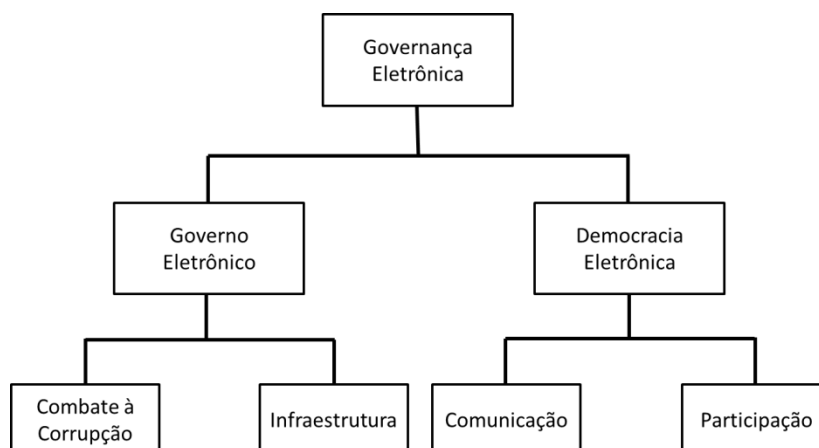 Governança
Eletrônica
Governo
Eletrônico
Democracia
Eletrônica
Combate à
Corrupção
Infraestrutura
Comunicação
Participação